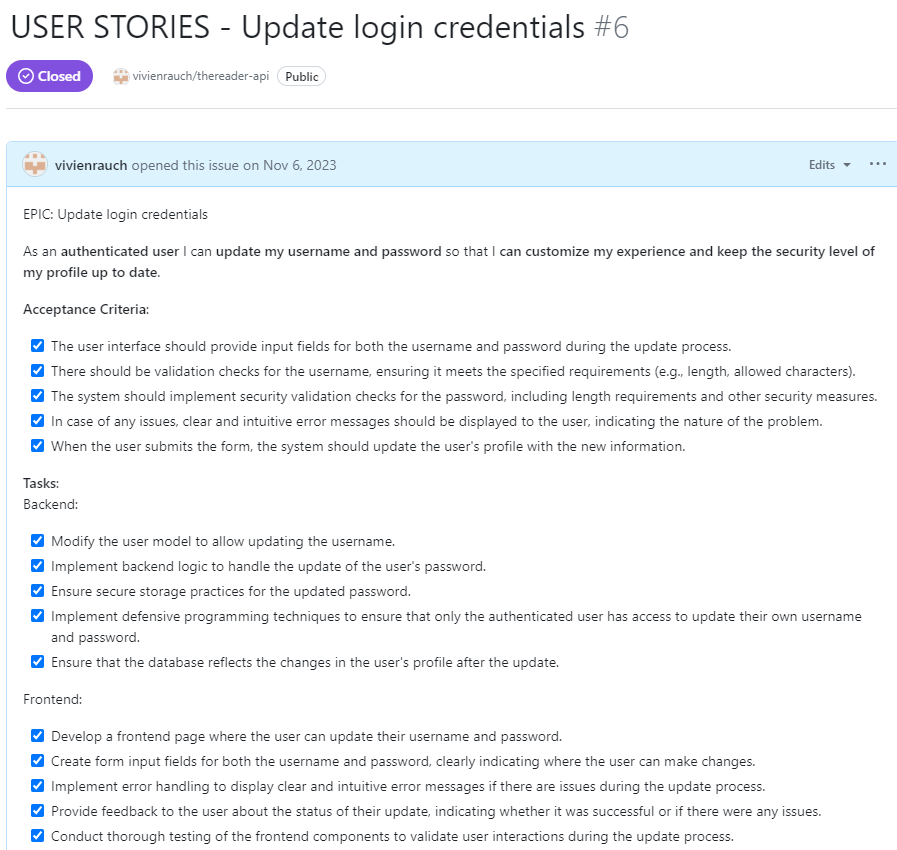 USER STORIES - Update login credentials #6
Closed vivienrauch/thereader-api Public
vivienrauch opened this issue on Nov 6, 2023 Edits
EPIC: Update login credentials
As an authenticated user I can update my username and password so that I can customize my experience and keep the security level of
my profile up to date.
Acceptance Criteria:
The user interface should provide input fields for both the username and password during the update process.
There should be validation checks for the username, ensuring it meets the specified requirements (e.g., length, allowed characters).
The system should implement security validation checks for the password, including length requirements and other security measures.
In case of any issues, clear and intuitive error messages should be displayed to the user, indicating the nature of the problem.
When the user submits the form, the system should update the user's profile with the new information.
Tasks:
Backend:
Modify the user model to allow updating the username.
Implement backend logic to handle the update of the user's password.
Ensure secure storage practices for the updated password.
Implement defensive programming techniques to ensure that only the authenticated user has access to update their own username
and password.
Ensure that the database reflects the changes in the user's profile after the update.
Frontend:
Develop a frontend page where the user can update their username and password.
Create form input fields for both the username and password, clearly indicating where the user can make changes.
Implement error handling to display clear and intuitive error messages if there are issues during the update process.
Provide feedback to the user about the status of their update, indicating whether it was successful or if there were any issues.
Conduct thorough testing of the frontend components to validate user interactions during the update process.